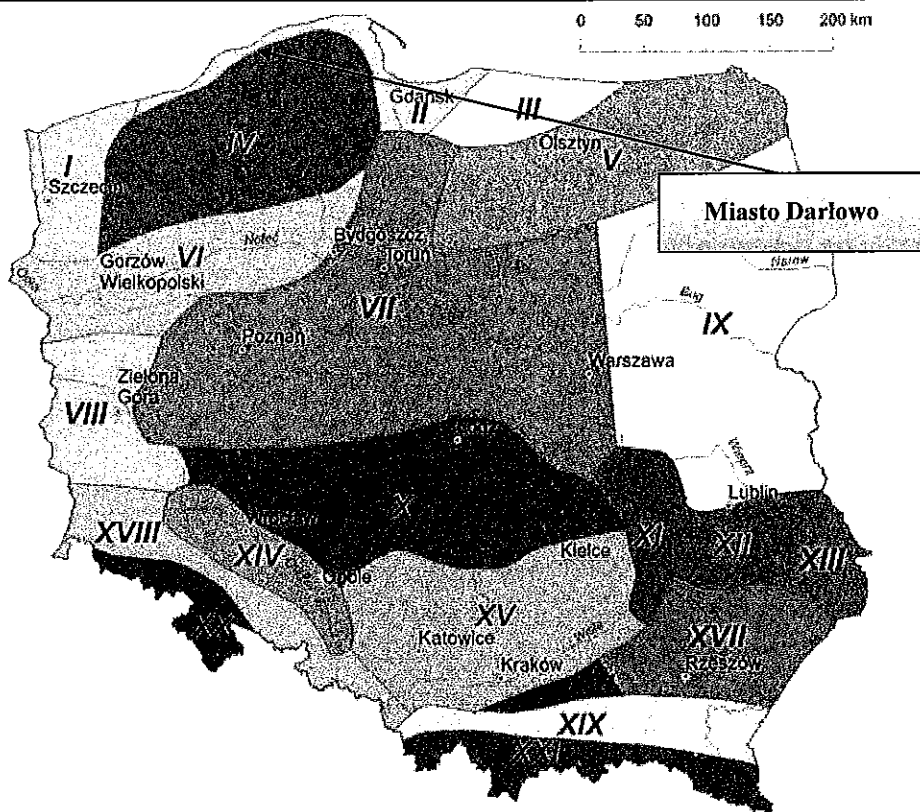 0 50 100 150 200 km
Gdańsk
II
III
IV
Olsztyn
V
I
Szczecin
Miasto Darłowo
Bydgoszcz
Noteć
VI
Toruń
Gorzów
Wielkopolski
Bug
VII
IX
Poznań
Warszawa
Zielona
Góra
VIII
Wieprz
Lublin
X
XVIII
XI
XII
XIV
Kielce
XIII
Opole
XV
XVII
Katowice
Rzeszów
Kraków
XIX
XXI